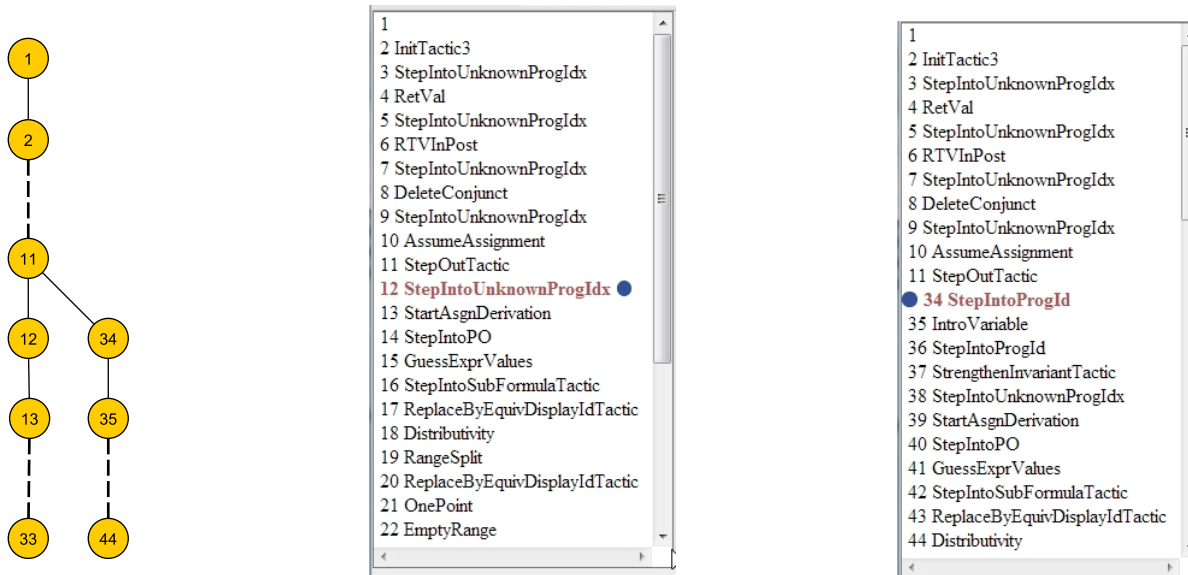 1
2
11
12
34
13
35
33
44
1
2 InitTactic3
3 StepIntoUnknownProgIdx
4 RetVal
5 StepIntoUnknownProgIdx
6 RTVInPost
7 StepIntoUnknownProgIdx
8 DeleteConjunct
9 StepIntoUnknownProgIdx
10 AssumeAssignment
11 StepOutTactic
12 StepIntoUnknownProgIdx
13 StartAsgnDerivation
14 StepIntoPO
15 GuessExprValues
16 StepIntoSubFormulaTactic
17 ReplaceByEquivDisplayIdTactic
18 Distributivity
19 RangeSplit
20 ReplaceByEquivDisplayIdTactic
21 OnePoint
22 EmptyRange
1
2 InitTactic3
3 StepIntoUnknownProgIdx
4 RetVal
5 StepIntoUnknownProgIdx
6 RTVInPost
7 StepIntoUnknownProgIdx
8 DeleteConjunct
9 StepIntoUnknownProgIdx
10 AssumeAssignment
11 StepOutTactic
34 StepIntoProgId
35 IntroVariable
36 StepIntoProgId
37 StrengthenInvariantTactic
38 StepIntoUnknownProgIdx
39 StartAsgnDerivation
40 StepIntoPO
41 GuessExprValues
42 StepIntoSubFormulaTactic
43 ReplaceByEquivDisplayIdTactic
44 Distributivity